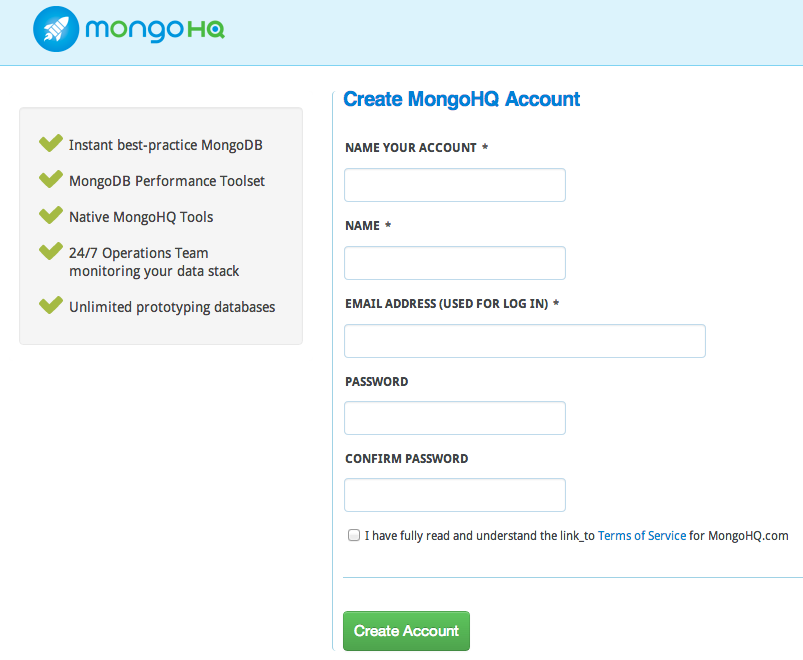 mongoHQ
Instant best-practice MongoDB
MongoDB Performance Toolset
Native MongoHQ Tools
24/7 Operations Team
monitoring your data stack
Unlimited prototyping databases
Create MongoHQ Account
NAME YOUR ACCOUNT *
NAME *
EMAIL ADDRESS (USED FOR LOG IN) *
PASSWORD
CONFIRM PASSWORD
I have fully read and understand the link_to Terms of Service for MongoHQ.com
Create Account